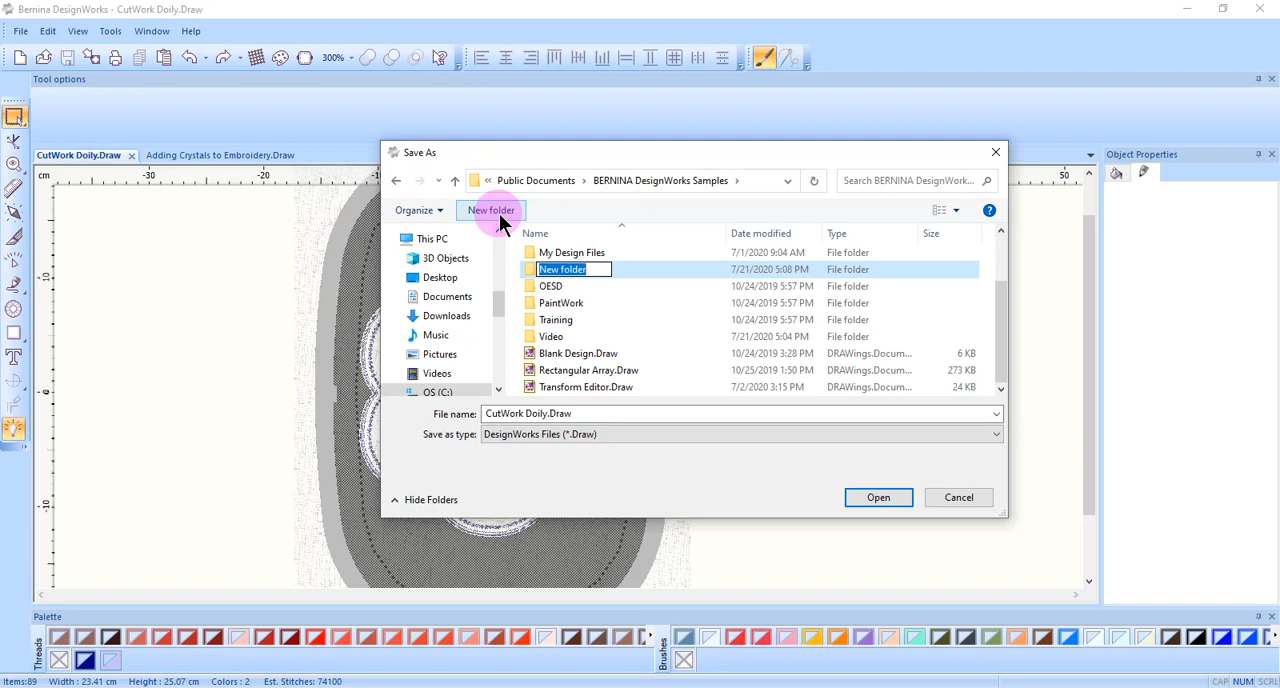 Bernina DesignWorks - CutWork Doily.Draw
File Edit View Tools Window Help
300%
Tool options
CutWork Doily.Draw Adding Crystals to Embroidery.Draw
Object Properties
cm -30 -20 50
10
0
-10
Save As
« Public Documents › BERNINA DesignWorks Samples › Search BERNINA DesignWork...
Organize New folder
Name Date modified Type Size
This PC
3D Objects
Desktop
Documents
Downloads
Music
Pictures
Videos
OS (C:)
My Design Files 7/1/2020 9:04 AM File folder
New folder 7/21/2020 5:08 PM File folder
OESD 10/24/2019 5:57 PM File folder
PaintWork 10/24/2019 5:57 PM File folder
Training 10/24/2019 5:57 PM File folder
Video 7/21/2020 5:04 PM File folder
Blank Design.Draw 10/24/2019 3:28 PM DRAWings.Docum... 6 KB
Rectangular Array.Draw 10/25/2019 1:50 PM DRAWings.Docum... 273 KB
Transform Editor.Draw 7/2/2020 3:15 PM DRAWings.Docum... 24 KB
File name: CutWork Doily.Draw
Save as type: DesignWorks Files (*.Draw)
Hide Folders Open Cancel
Palette
Threads
Brushes
Items:89 Width : 23.41 cm Height : 25.07 cm Colors : 2 Est. Stitches: 74100 CAP NUM SCRL